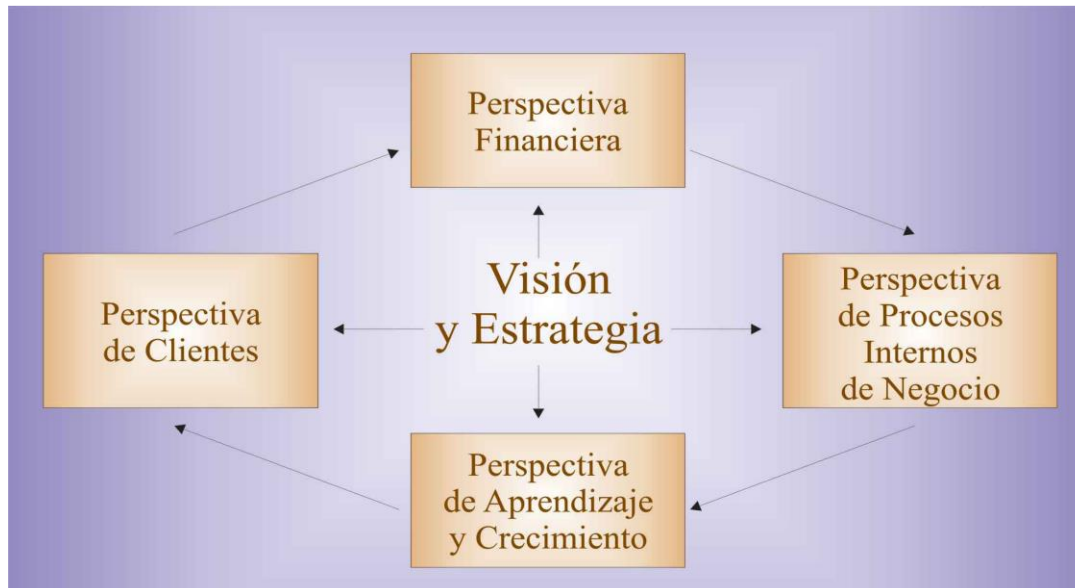 Perspectiva
Financiera
Perspectiva
de Clientes
Visión
y Estrategia
Perspectiva
de Procesos
Internos
de Negocio
Perspectiva
de Aprendizaje
y Crecimiento